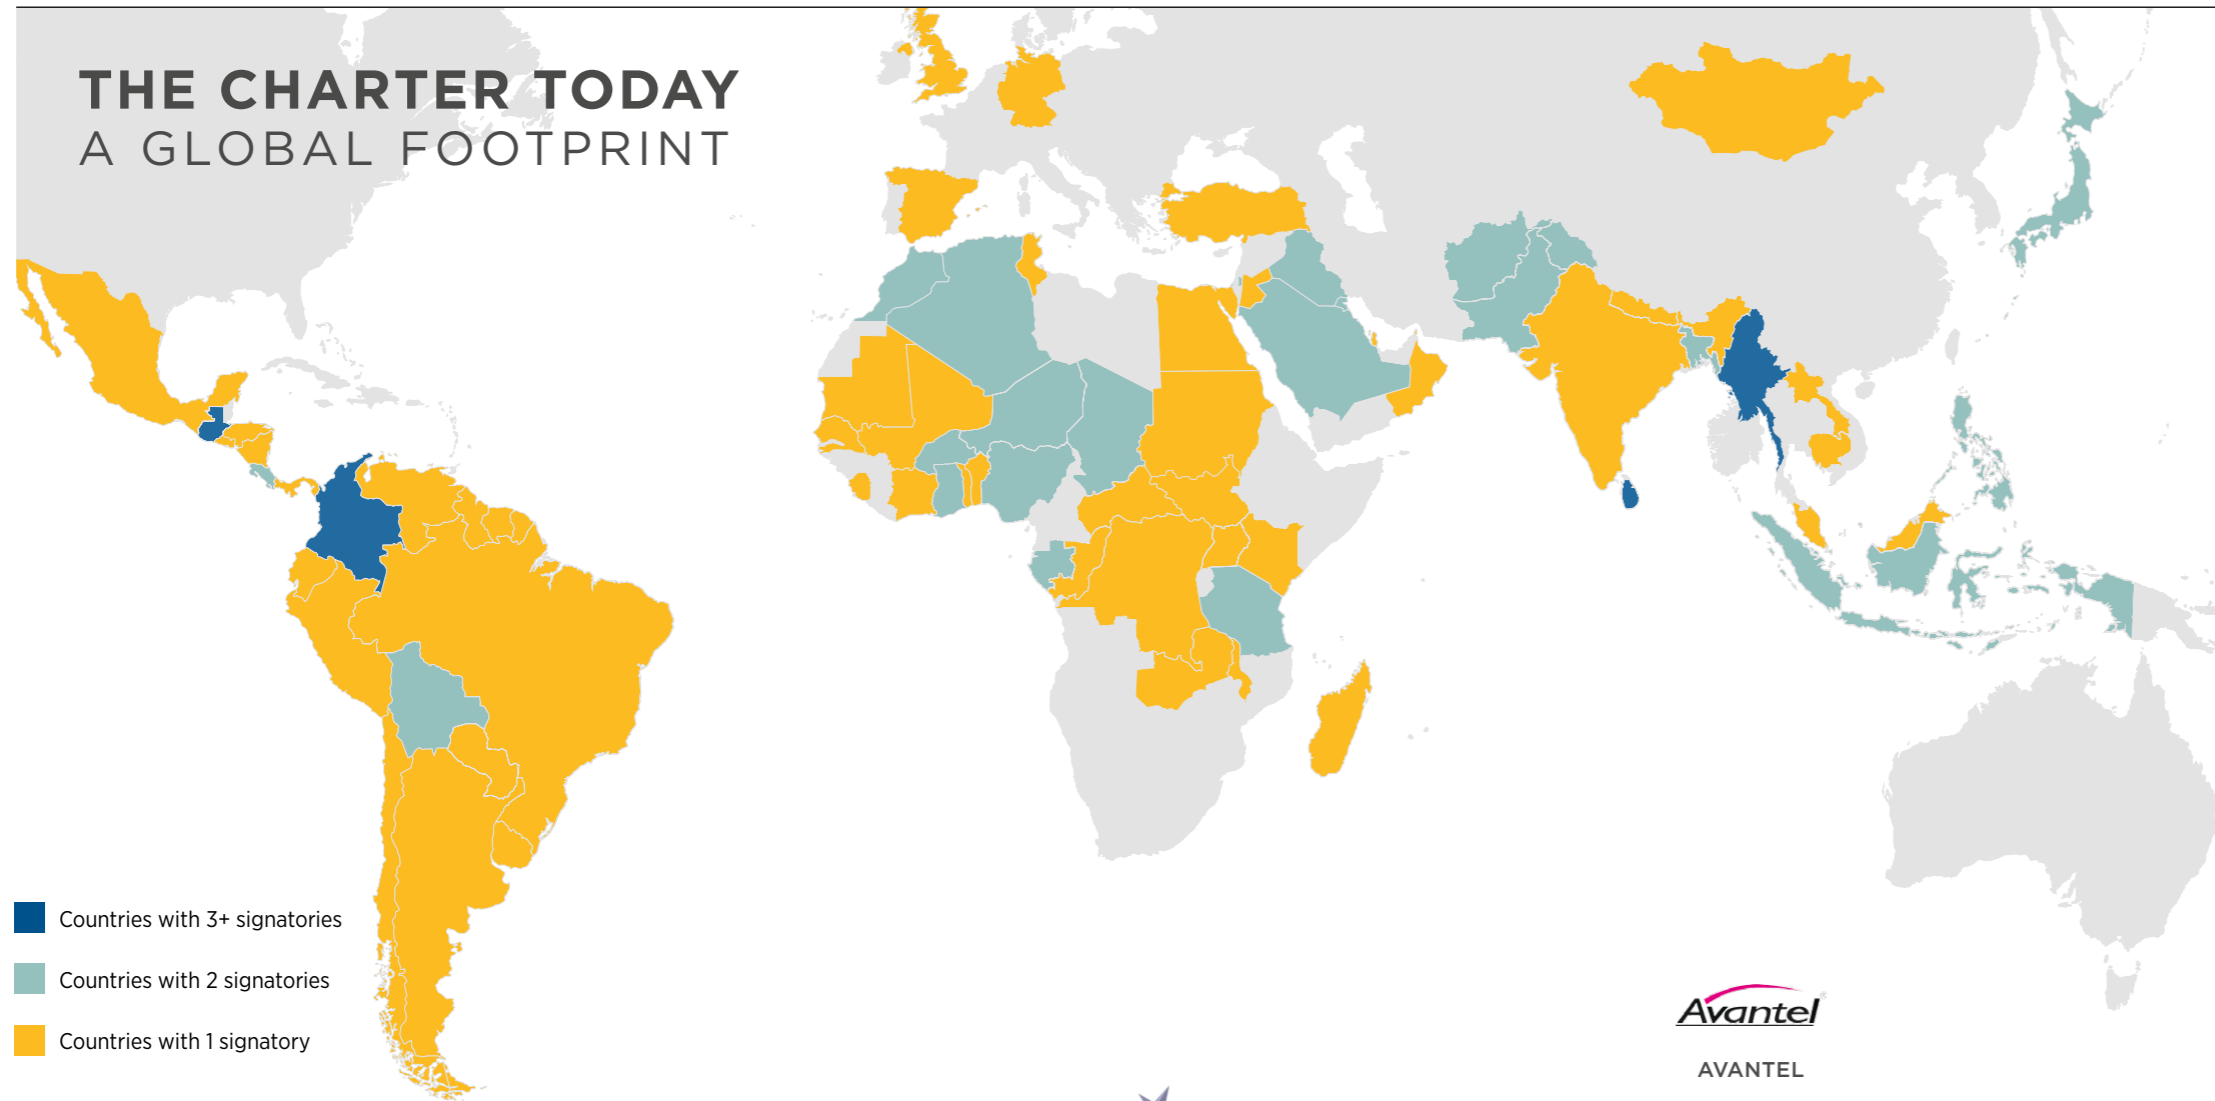 THE CHARTER TODAY
A GLOBAL FOOTPRINT
Countries with 3+ signatories
Countries with 2 signatories
Countries with 1 signatory
Avantel
AVANTEL